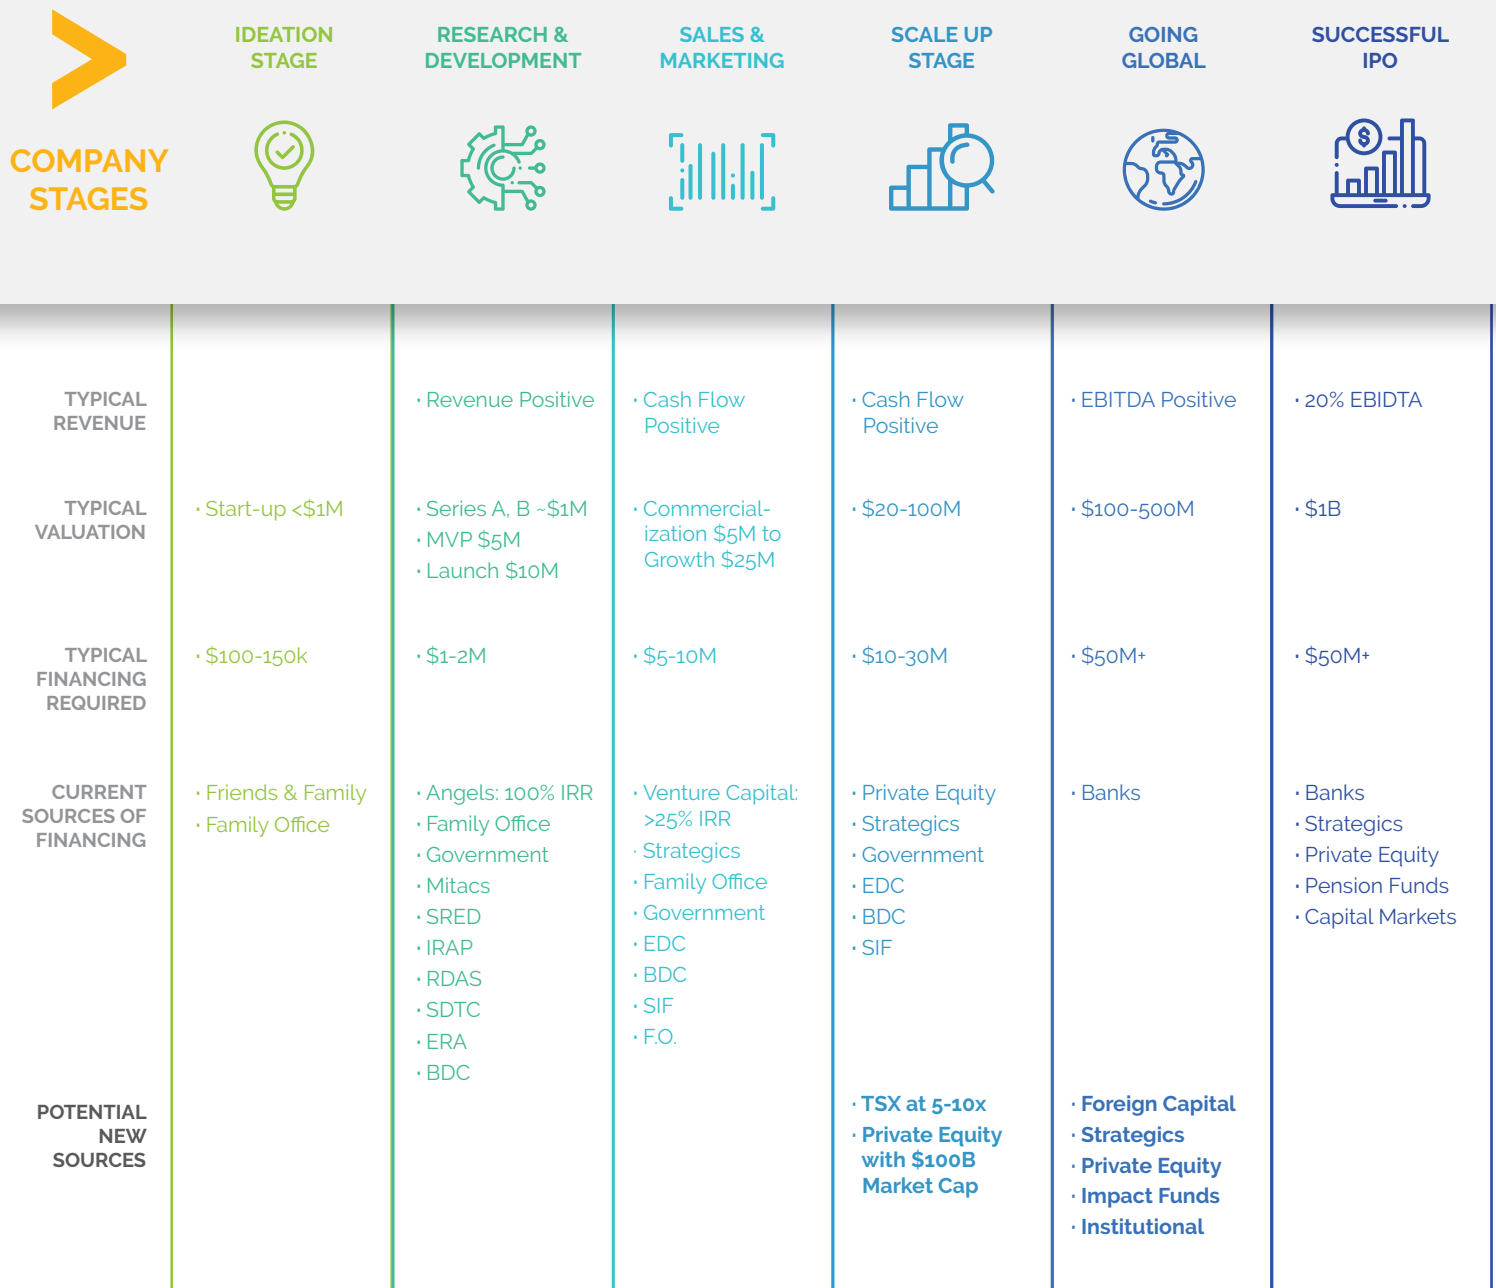 COMPANY
STAGES
IDEATION
STAGE
RESEARCH &
DEVELOPMENT
SALES &
MARKETING
SCALE UP
STAGE
GOING
GLOBAL
SUCCESSFUL
IPO
$
TYPICAL
REVENUE
· Revenue Positive
· Cash Flow
Positive
· Cash Flow
Positive
· EBITDA Positive
· 20% EBIDTA
TYPICAL
VALUATION
· Start-up <$1M
· Series A, B ~$1M
· MVP $5M
· Launch $10M
· Commercial-
ization $5M to
Growth $25M
· $20-100M
· $100-500M
· $1B
TYPICAL
FINANCING
REQUIRED
· $100-150k
· $1-2M
· $5-10M
· $10-30M
· $50M+
· $50M+
CURRENT
SOURCES OF
FINANCING
· Friends & Family
· Family Office
· Angels: 100% IRR
· Family Office
· Government
· Mitacs
· SRED
· IRAP
· RDAS
· SDTC
· ERA
· BDC
· Venture Capital:
>25% IRR
· Strategics
· Family Office
· Government
· EDC
· BDC
· SIF
· F.O.
· Private Equity
· Strategics
· Government
· EDC
· BDC
· SIF
· Banks
· Banks
· Strategics
· Private Equity
· Pension Funds
· Capital Markets
POTENTIAL
NEW
SOURCES
· TSX at 5-10x
· Private Equity
with $100B
Market Cap
· Foreign Capital
· Strategics
· Private Equity
· Impact Funds
· Institutional